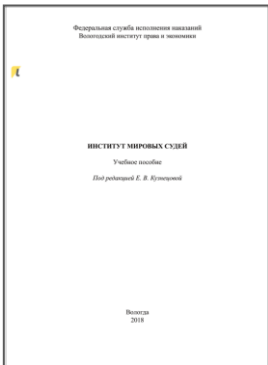 Федеральная служба исполнения наказаний
Вологодский институт права и экономики
ИНСТИТУТ МИРОВЫХ СУДЕЙ
Учебное пособие
Под редакцией Е. В. Кузнецовой
Вологда
2018